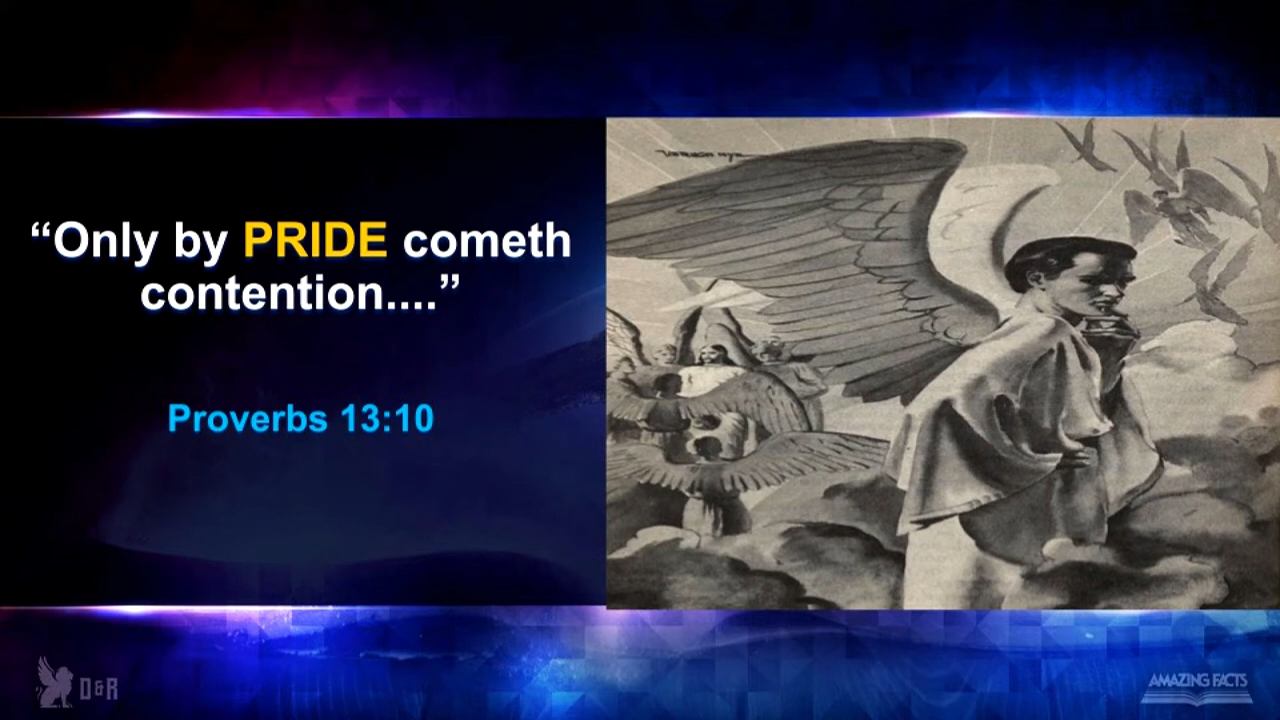 “Only by PRIDE cometh
contention....”
Proverbs 13:10
D&R
AMAZING FACTS